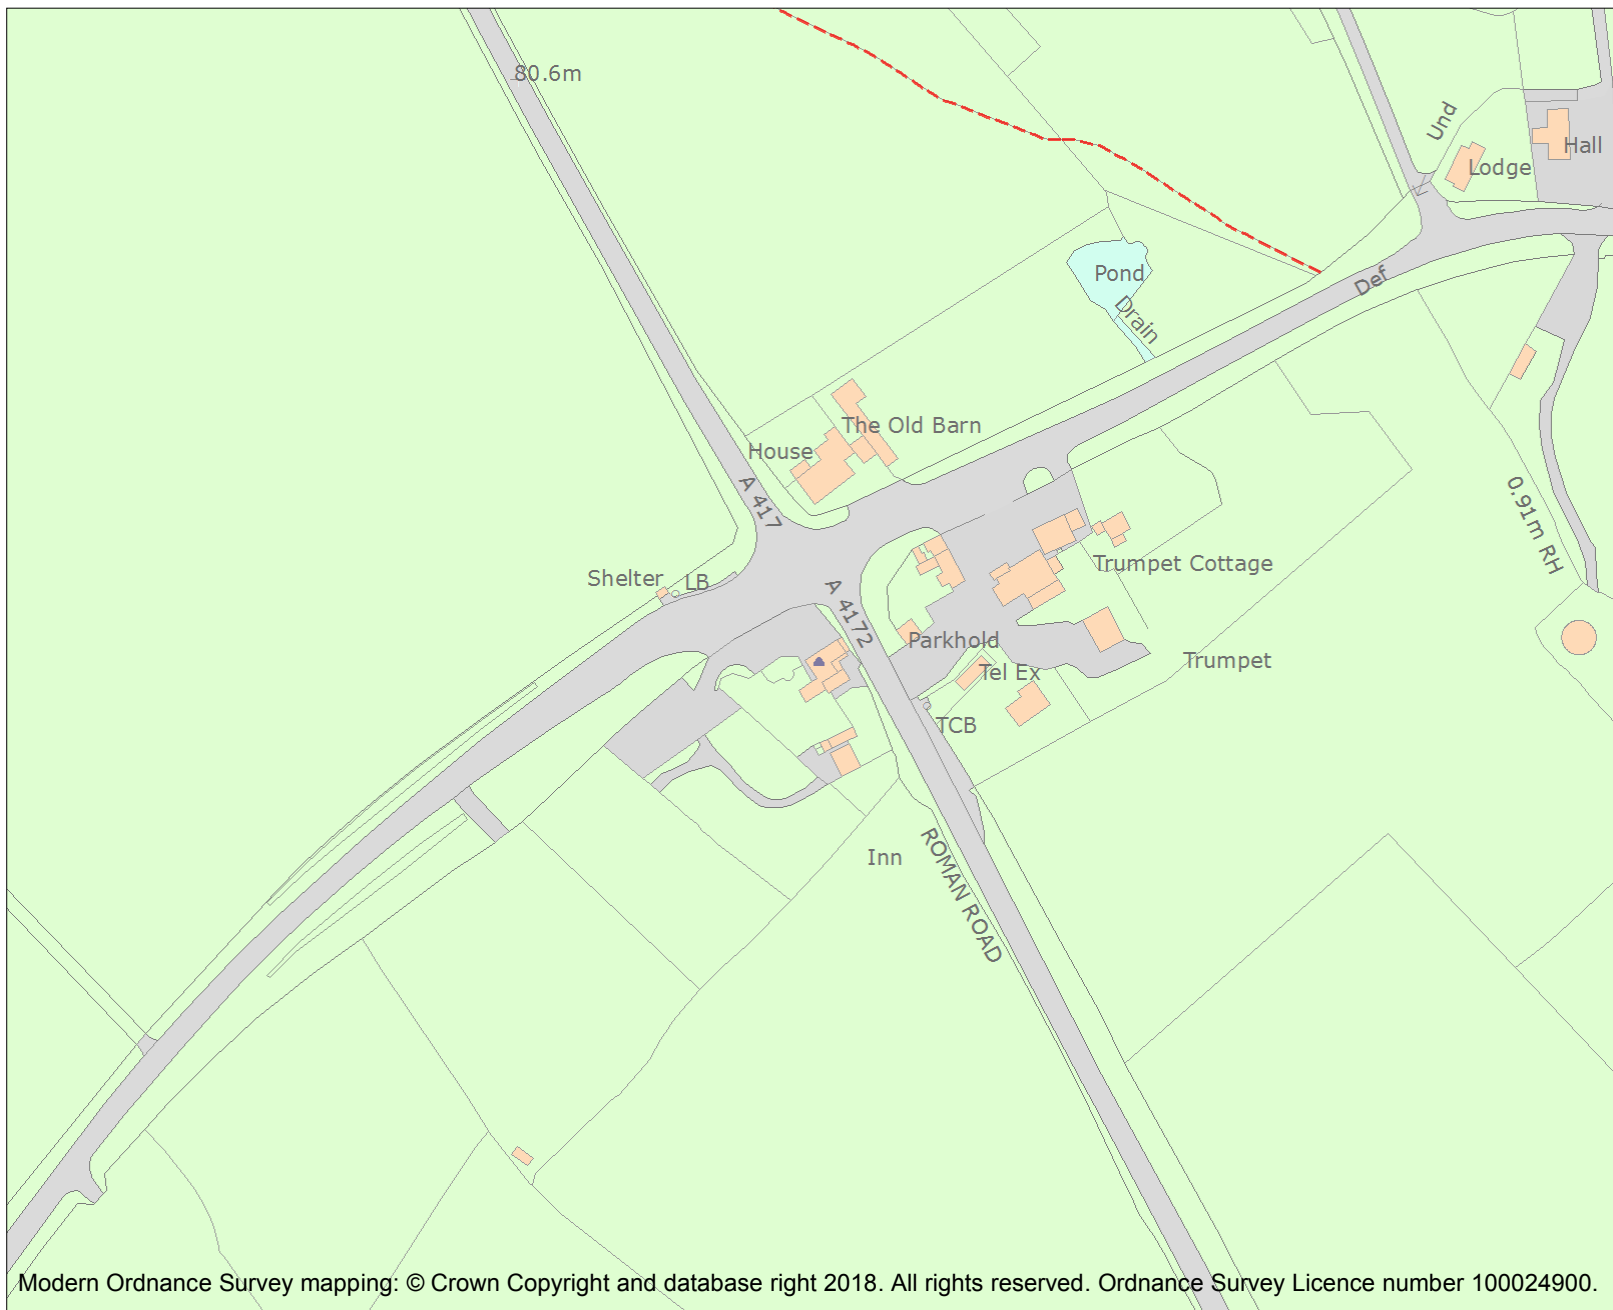 80.6m
Und
Hall
Lodge
Pond
Def
Drain
The Old Barn
House
A 417
0.91m RH
Trumpet Cottage
Shelter
LB
A 4172
Parkhold
Trumpet
Tel Ex
TCB
Inn
ROMAN ROAD
Modern Ordnance Survey mapping: © Crown Copyright and database right 2018. All rights reserved. Ordnance Survey Licence number 100024900.